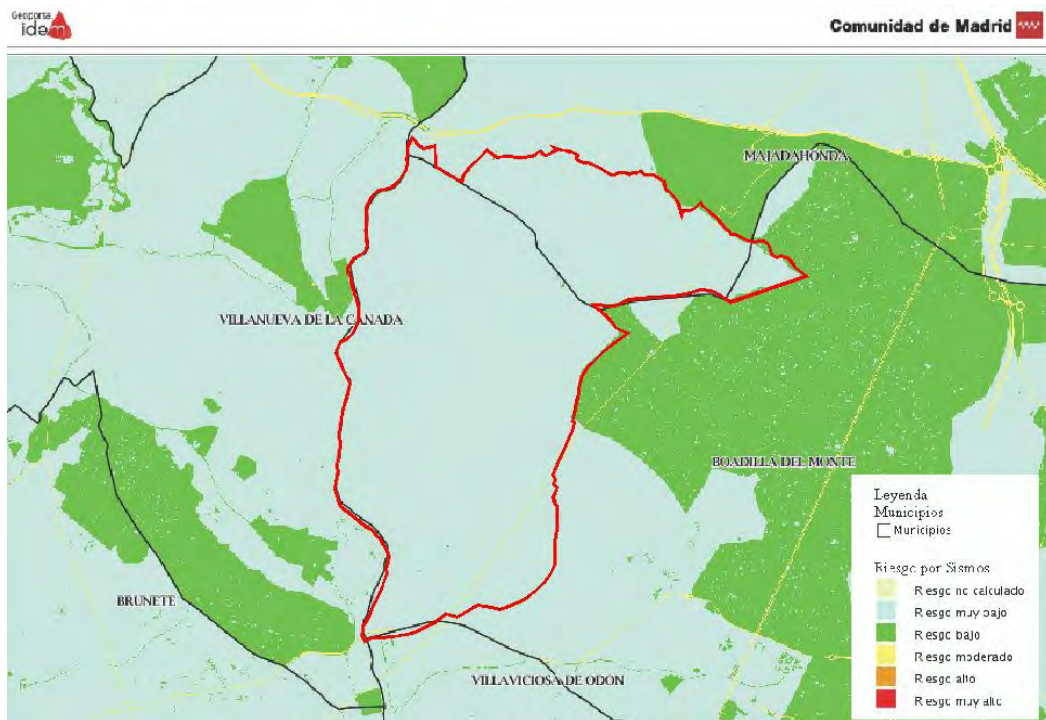 Geoportal
idem
Comunidad de Madrid
MAJADAHONDA
VILLANUEVA DE LA CAÑADA
BOADILLA DEL MONTE
BRUNETE
VILLAVICIOSA DE ODON
Leyenda
Municipios
Municipios
Riesgo por Sismos
Riesgo no calculado
Riesgo muy bajo
Riesgo bajo
Riesgo moderado
Riesgo alto
Riesgo muy alto